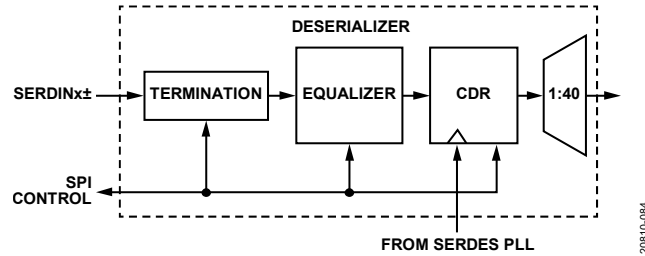 DESERIALIZER
SERDINx±
TERMINATION
EQUALIZER
CDR
1:40
SPI
CONTROL
FROM SERDES PLL
20810-084